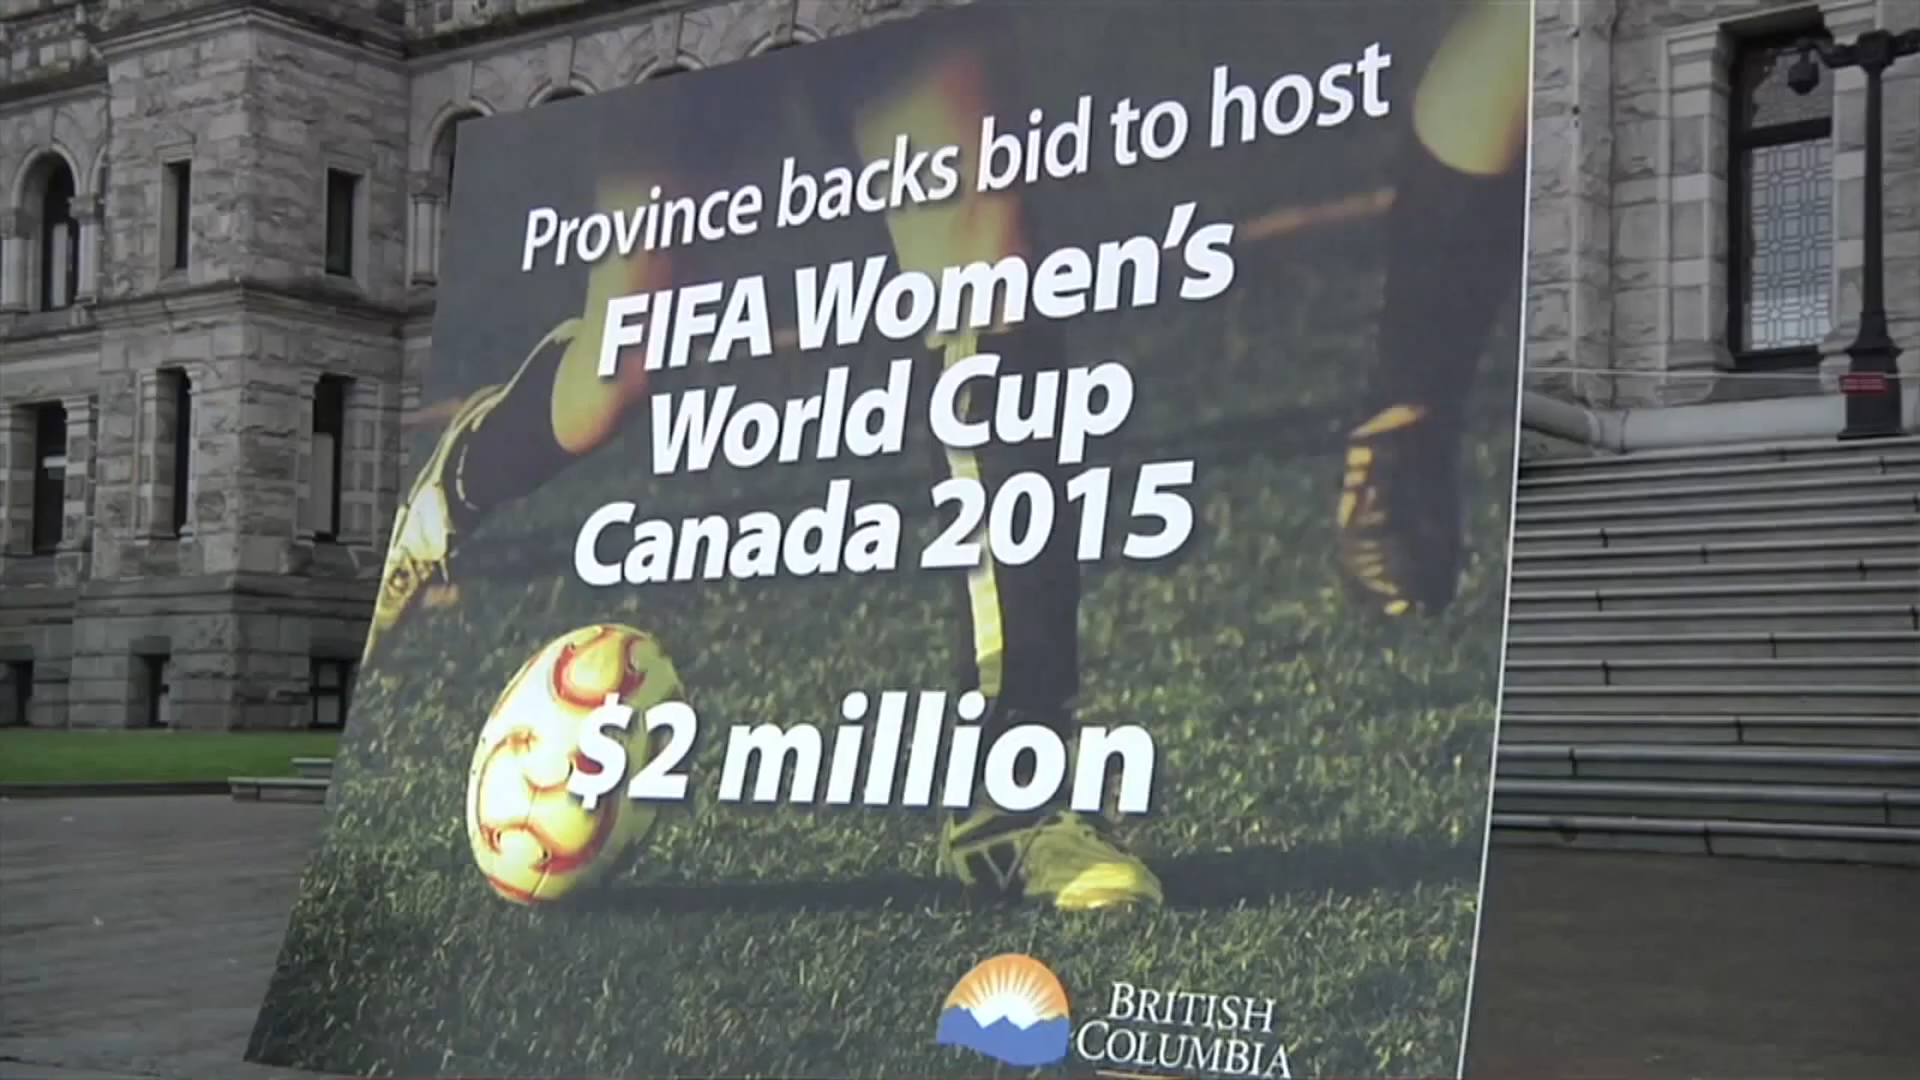 Province backs bid to host
FIFA Women's
World Cup
Canada 2015
$2 million
BRITISH
COLUMBIA